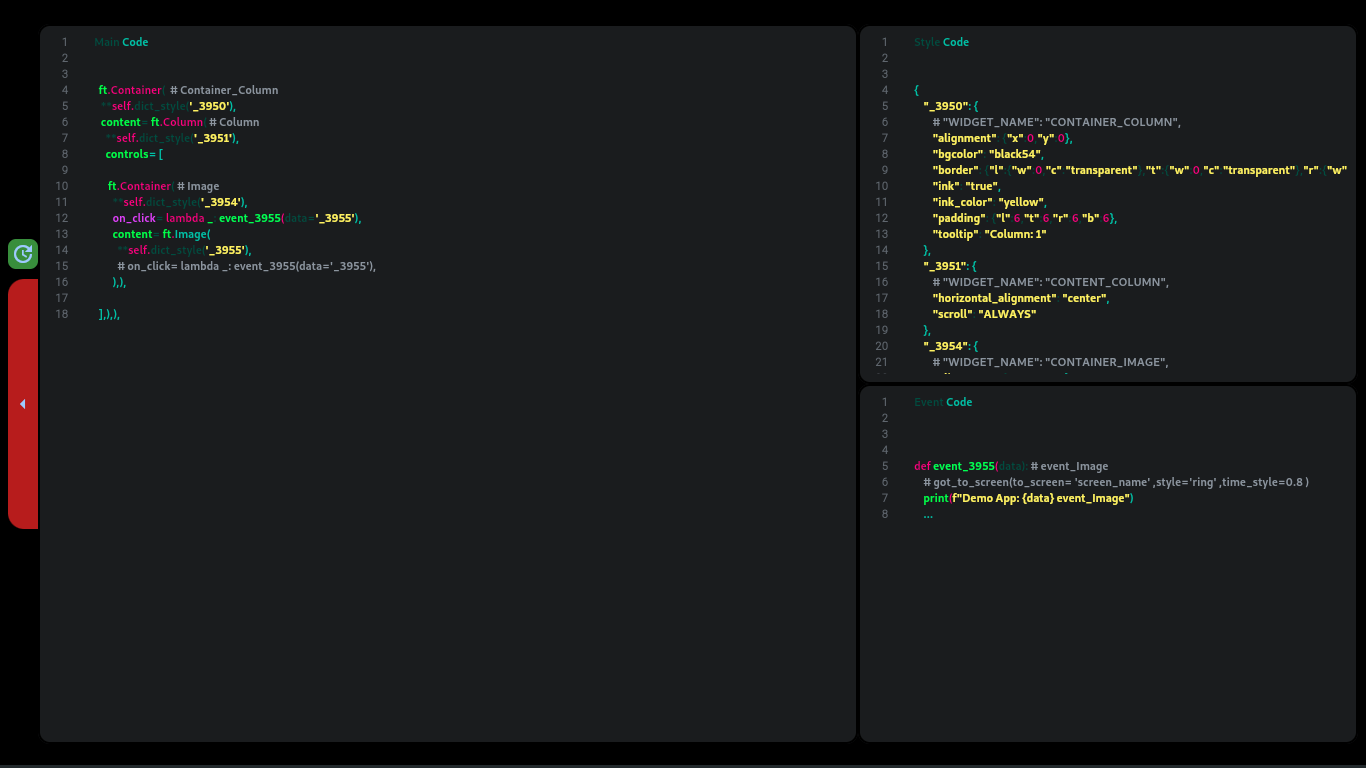 1 Main Code
2
3
4 ft.Container( # Container_Column
5 **self.dict_style('_3950'),
6 content= ft.Column( # Column
7 **self.dict_style('_3951'),
8 controls= [
9
10 ft.Container( # Image
11 **self.dict_style('_3954'),
12 on_click= lambda _: event_3955(data='_3955'),
13 content= ft.Image(
14 **self.dict_style('_3955'),
15 # on_click= lambda _: event_3955(data='_3955'),
16 ),),
17
18 ],),),
1 Style Code
2
3
4 {
5 "_3950": {
6 # "WIDGET_NAME": "CONTAINER_COLUMN",
7 "alignment": {"x":0,"y":0},
8 "bgcolor": "black54",
9 "border": {"l": {"w":0,"c":"transparent"},"t":{"w":0,"c":"transparent"},"r":{"w"
10 "ink": "true",
11 "ink_color": "yellow",
12 "padding": {"l":6,"t":6,"r":6,"b":6},
13 "tooltip": "Column: 1"
14 },
15 "_3951": {
16 # "WIDGET_NAME": "CONTENT_COLUMN",
17 "horizontal_alignment": "center",
18 "scroll": "ALWAYS"
19 },
20 "_3954": {
21 # "WIDGET_NAME": "CONTAINER_IMAGE",
1 Event Code
2
3
4
5 def event_3955(data): # event_Image
6 # got_to_screen(to_screen= 'screen_name' ,style='ring' ,time_style=0.8 )
7 print(f"Demo App: {data} event_Image")
8 ...